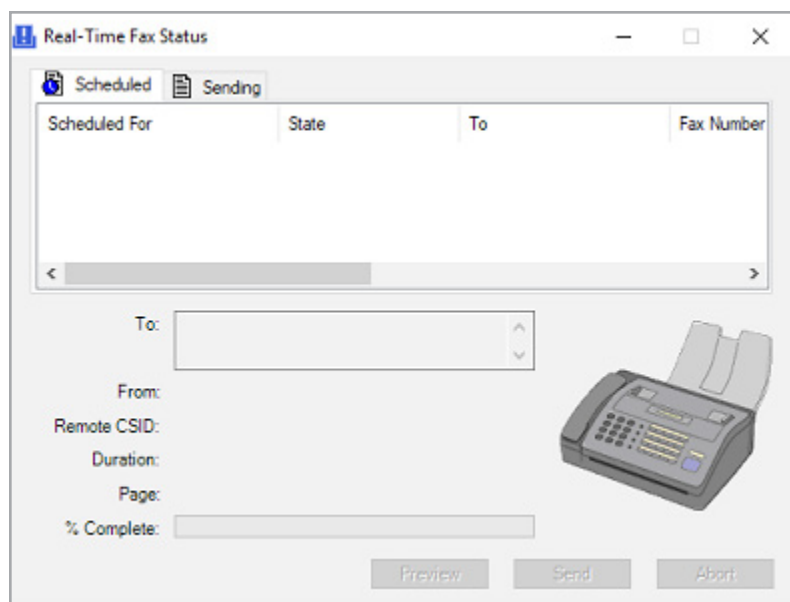 Real-Time Fax Status
Scheduled Sending
Scheduled For State To Fax Number
To:
From:
Remote CSID:
Duration:
Page:
% Complete:
Preview Send Abort